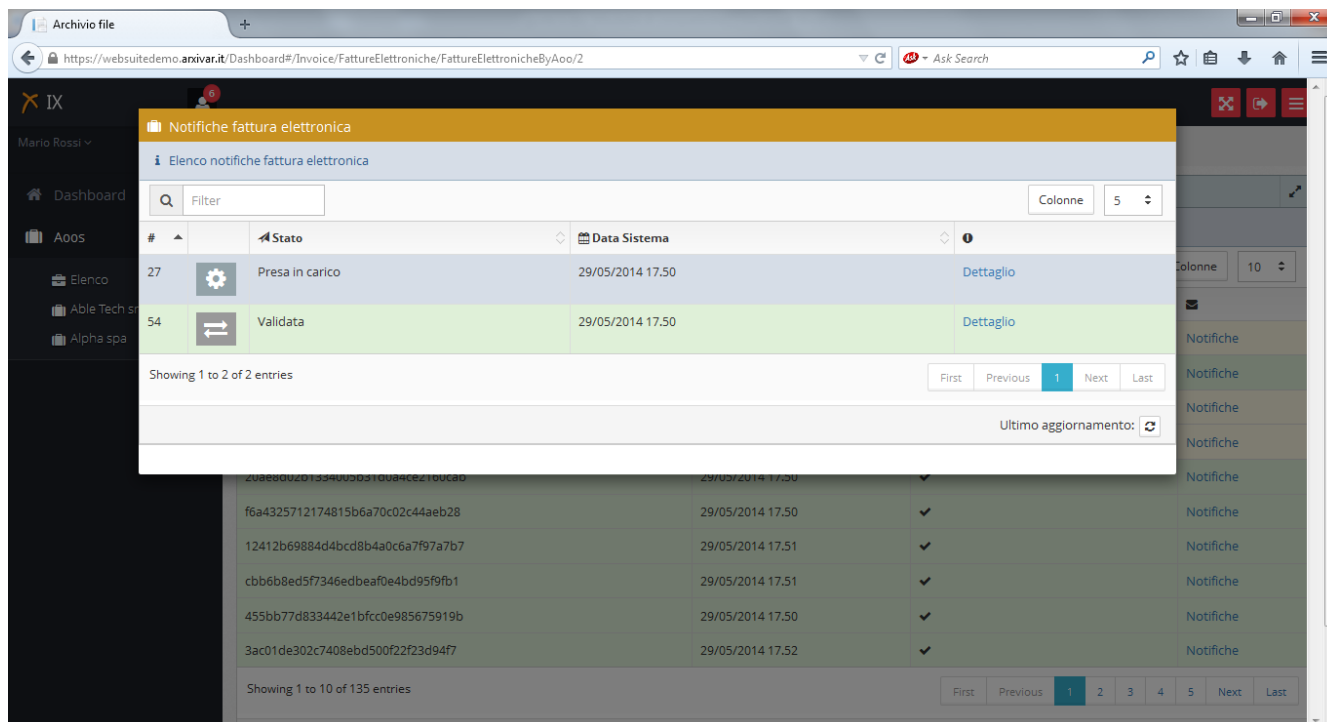 Archivio file
https://websuitedemo.arxivar.it/Dashboard#/Invoice/FattureElettroniche/FattureElettronicheByAoo/2
Ask Search
IX
6
Mario Rossi
Dashboard
Aoos
Elenco
Able Tech sr
Alpha spa
Notifiche fattura elettronica
Elenco notifiche fattura elettronica
Filter
Colonne 5
# Stato Data Sistema
27 Presa in carico 29/05/2014 17.50 Dettaglio
54 Validata 29/05/2014 17.50 Dettaglio
Showing 1 to 2 of 2 entries
First Previous 1 Next Last
Ultimo aggiornamento:
Colonne 10
Notifiche
Notifiche
Notifiche
Notifiche
29/05/2014 17.50 Notifiche
f6a4325712174815b6a70c02c44aeb28 29/05/2014 17.50 Notifiche
12412b69884d4bcd8b4a0c6a7f97a7b7 29/05/2014 17.51 Notifiche
cbb6b8ed5f7346edbeaf0e4bd95f9fb1 29/05/2014 17.51 Notifiche
455bb77d833442e1bfcc0e985675919b 29/05/2014 17.50 Notifiche
3ac01de302c7408ebd500f22f23d94f7 29/05/2014 17.52 Notifiche
Showing 1 to 10 of 135 entries
First Previous 1 2 3 4 5 Next Last